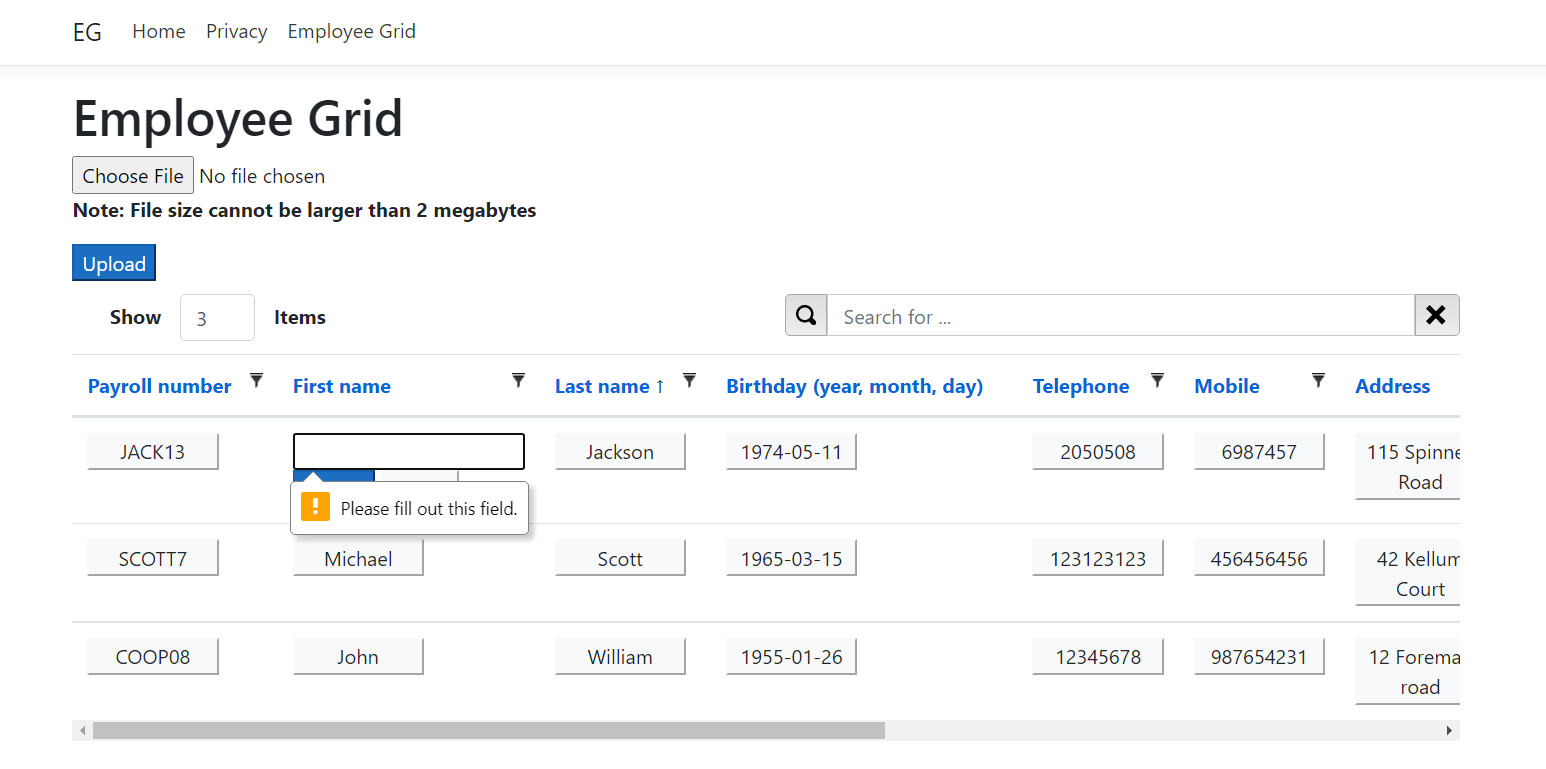 EG Home Privacy Employee Grid
Employee Grid
Choose File No file chosen
Note: File size cannot be larger than 2 megabytes
Upload
Show 3 Items Search for ...
Payroll number First name Last name ↑ Birthday (year, month, day) Telephone Mobile Address
JACK13 Jackson 1974-05-11 2050508 6987457 115 Spinne
Road
Please fill out this field.
SCOTT7 Michael Scott 1965-03-15 123123123 456456456 42 Kellum
Court
COOP08 John William 1955-01-26 12345678 987654231 12 Forema
road